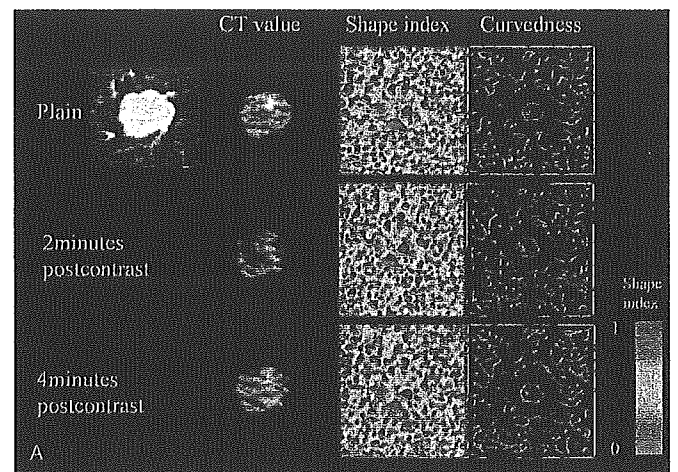 CT value Shape index Curvedness
Plain
2minutes
postcontrast
Shape
index
1
4minutes
postcontrast
0
A